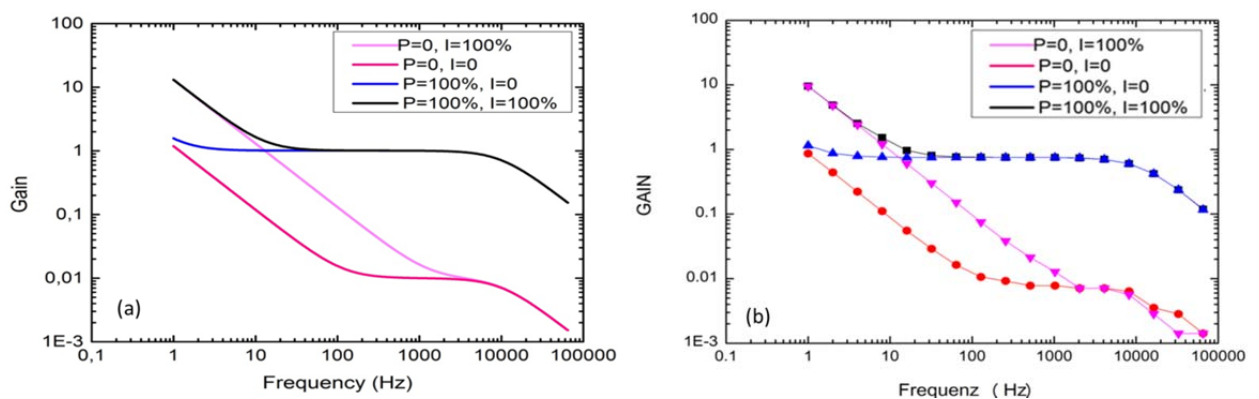 100
10
1
0,1
0,01
1E-3
Gain
P=0, I=100%
P=0, I=0
P=100%, I=0
P=100%, I=100%
(a)
0,1 1 10 100 1000 10000 100000
Frequency (Hz)
100
10
1
0.1
0.01
1E-3
GAIN
P=0, I=100%
P=0, I=0
P=100%, I=0
P=100%, I=100%
(b)
0.1 1 10 100 1000 10000 100000
Frequenz ( Hz)